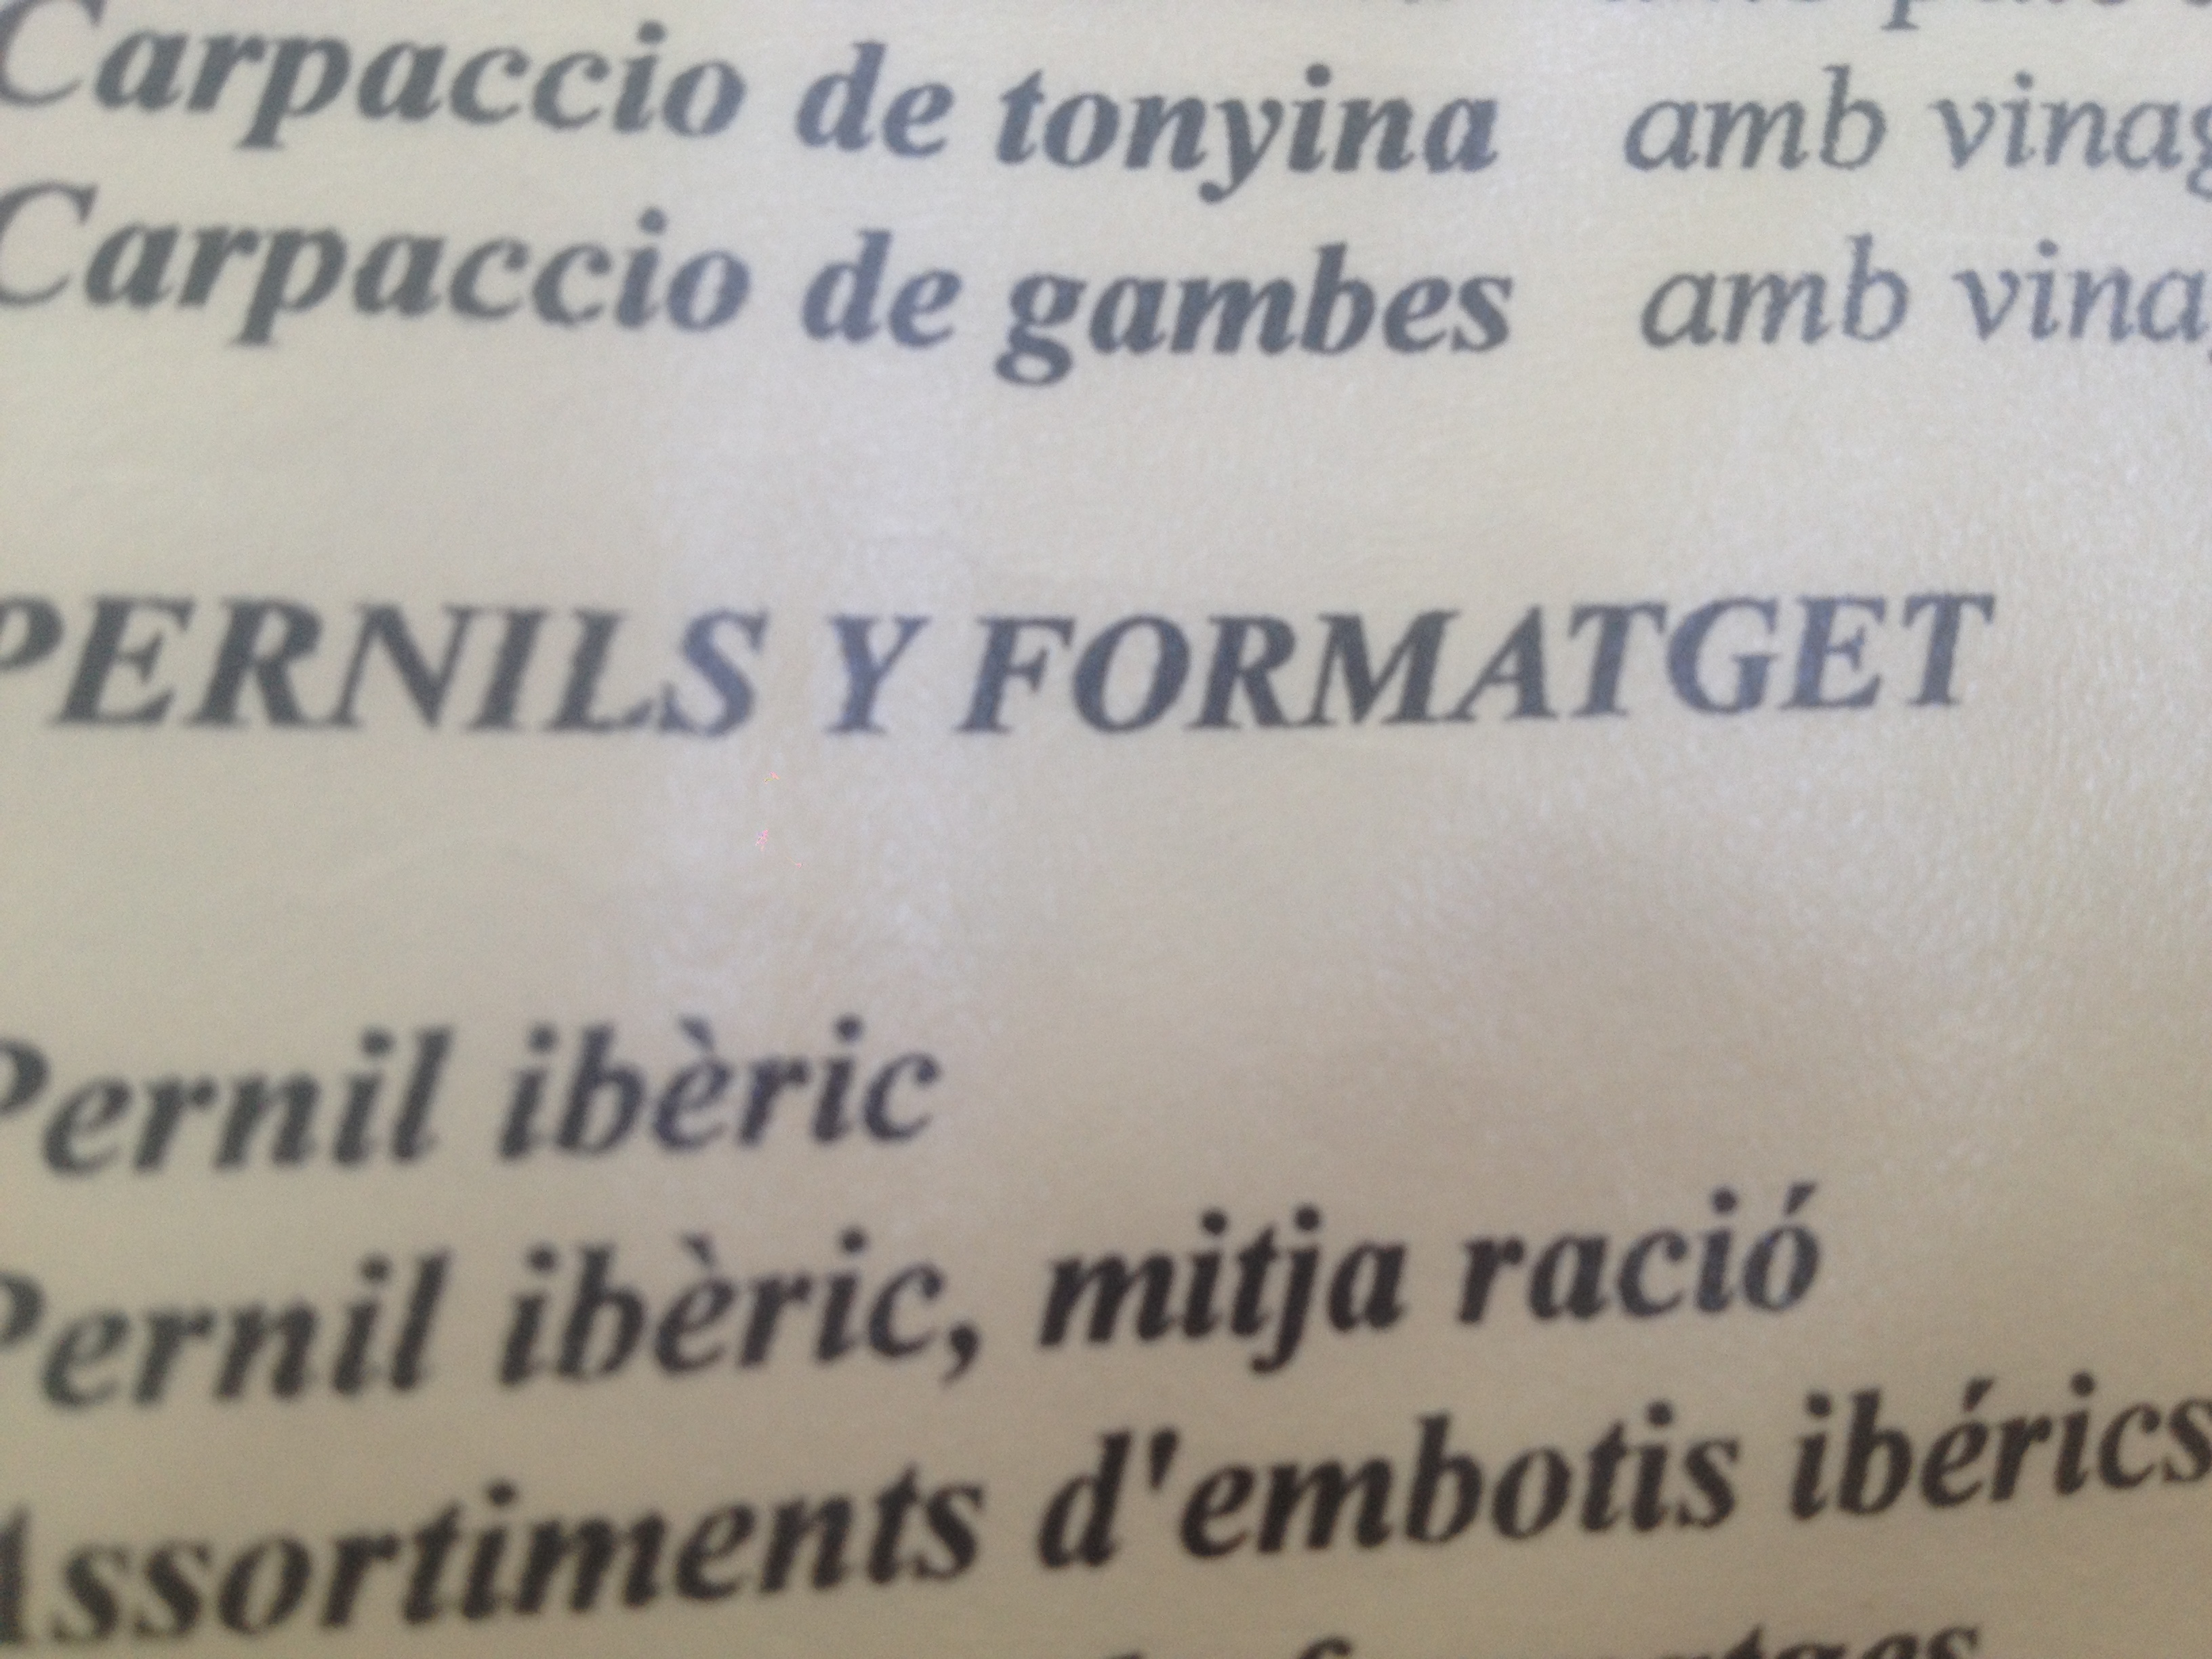 Carpaccio de tonyina amb
Carpaccio de gambes amb
PERNILS Y FORMATGET
Pernil ibèric
Pernil ibèric, mitja ració
Assortiments d'embotis ibérics